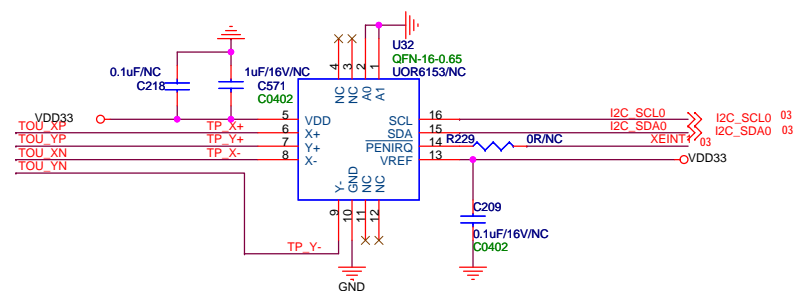 U32
QFN-16-0.65
UOR6153/NC
0.1uF/NC
C218
1uF/16V/NC
C571
C0402
4
3
2
1
NC
NC
A0
A1
VDD33
TOU_XP
TOU_YP
TOU_XN
TOU_YN
TP_X+
TP_Y+
TP_X-
TP_Y-
5
6
7
8
VDD
X+
Y+
X-
SCL
SDA
PENIRQ
VREF
16
15
14
13
Y-
GND
NC
NC
9
10
11
12
R229
0R/NC
I2C_SCL0
I2C_SDA0
XEINT
I2C_SCL0 03
I2C_SDA0 03
03
VDD33
C209
0.1uF/16V/NC
C0402
GND